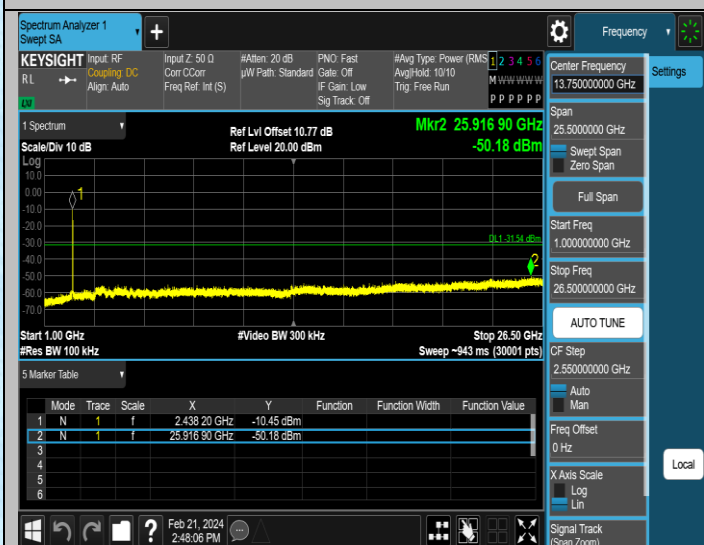 Spectrum Analyzer 1
Swept SA
Frequency
KEYSIGHT
R L
Input: RF
Coupling: DC
Align: Auto
Input Z: 50 Ω
Corr CCorr
Freq Ref: Int (S)
#Atten: 20 dB
µW Path: Standard
PNO: Fast
Gate: Off
IF Gain: Low
Sig Track: Off
#Avg Type: Power (RMS
Avg|Hold: 10/10
Trig: Free Run
1 2 3 4 5 6
M W W W W W
P P P P P P
Center Frequency
13.750000000 GHz
Settings
Span
25.5000000 GHz
Swept Span
Zero Span
Full Span
Start Freq
1.000000000 GHz
Stop Freq
26.500000000 GHz
AUTO TUNE
CF Step
2.550000000 GHz
Auto
Man
Freq Offset
0 Hz
X Axis Scale
Log
Lin
Signal Track
(Span Zoom)
Local
1 Spectrum
Scale/Div 10 dB
Ref Lvl Offset 10.77 dB
Ref Level 20.00 dBm
Mkr2 25.916 90 GHz
-50.18 dBm
Log
10.0
0.00
-10.0
-20.0
-30.0
-40.0
-50.0
-60.0
-70.0
1
DL1 -31.54 dBm
2
Start 1.00 GHz
#Res BW 100 kHz
#Video BW 300 kHz
Stop 26.50 GHz
Sweep ~943 ms (30001 pts)
5 Marker Table
Mode Trace Scale X Y Function Function Width Function Value
1 N 1 f 2.438 20 GHz -10.45 dBm
2 N 1 f 25.916 90 GHz -50.18 dBm
3
4
5
6
?
Feb 21, 2024
2:48:06 PM